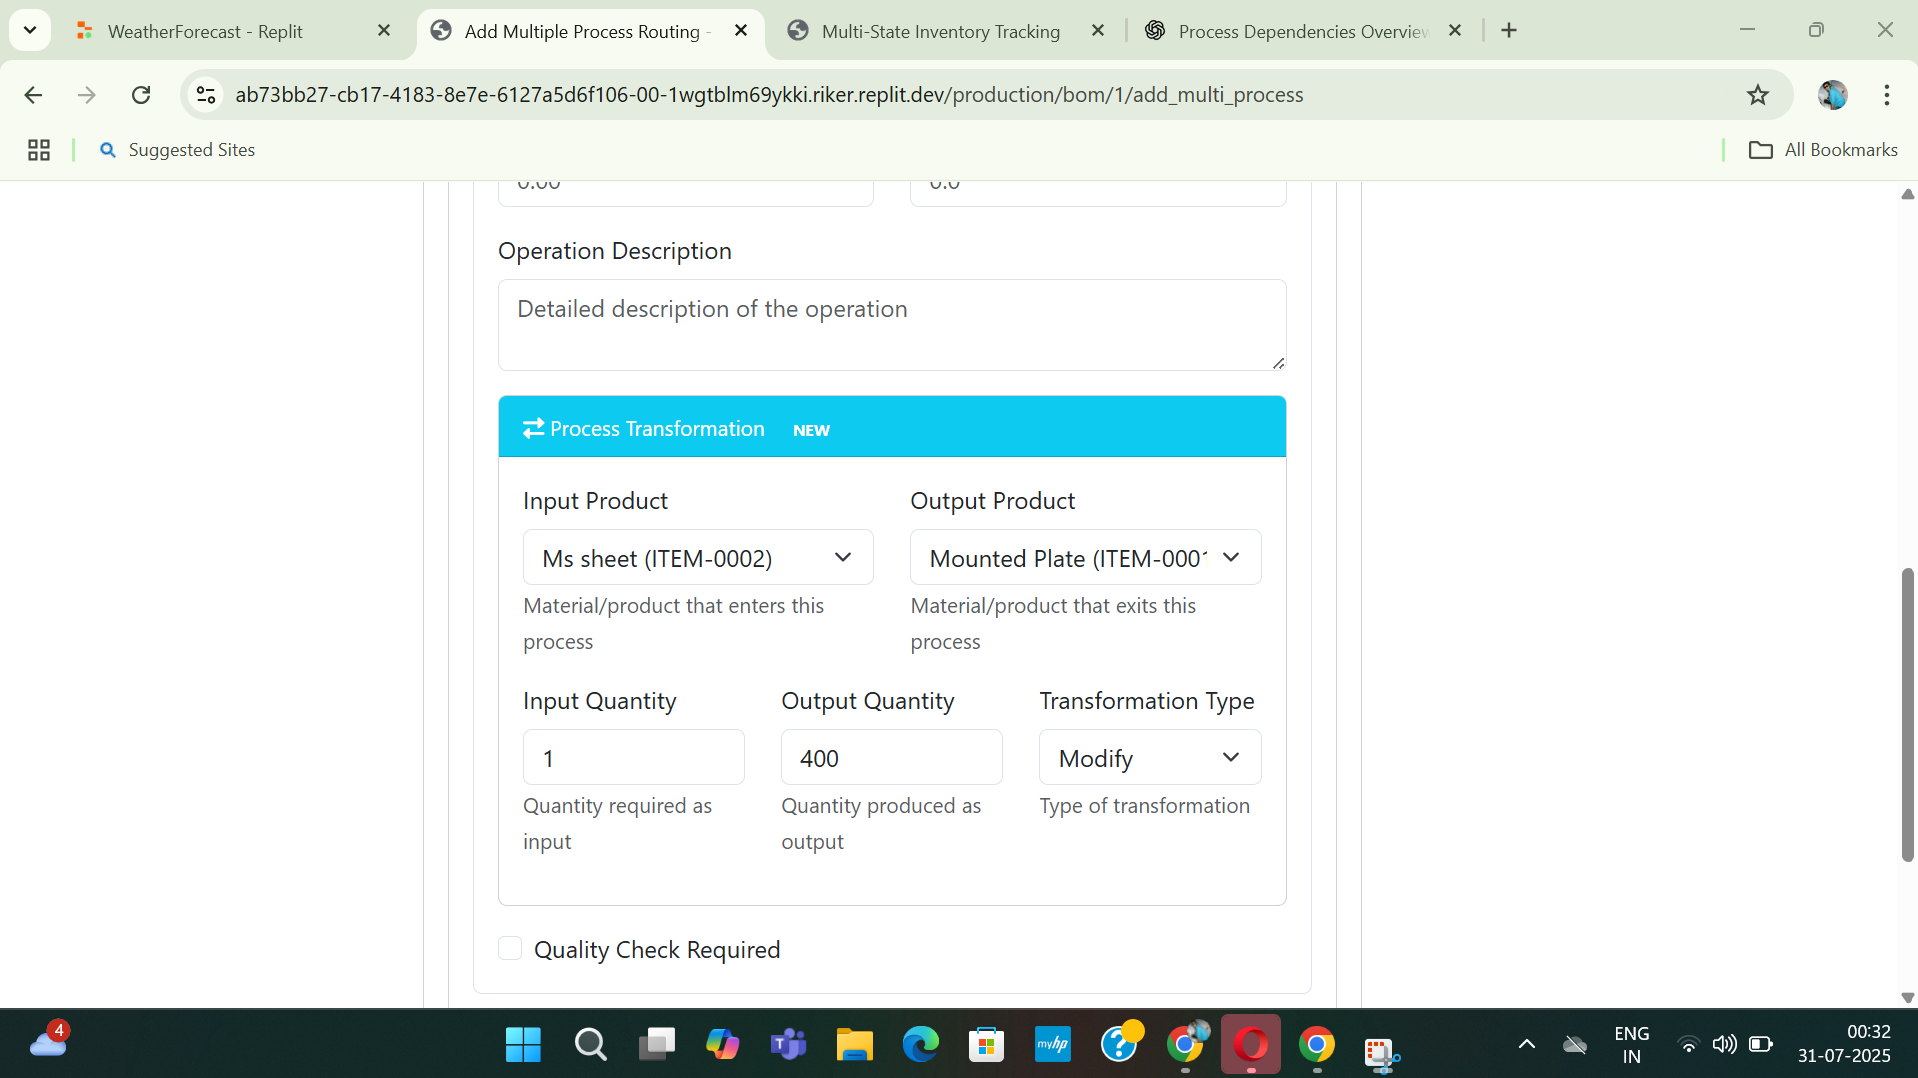 WeatherForecast - Replit
Add Multiple Process Routing -
Multi-State Inventory Tracking
Process Dependencies Overview
ab73bb27-cb17-4183-8e7e-6127a5d6f106-00-1wgtblm69ykki.riker.replit.dev/production/bom/1/add_multi_process
Suggested Sites
All Bookmarks
0.00
0.0
Operation Description
Detailed description of the operation
Process Transformation NEW
Input Product
Output Product
Ms sheet (ITEM-0002)
Mounted Plate (ITEM-0001
Material/product that enters this
process
Material/product that exits this
process
Input Quantity
Output Quantity
Transformation Type
1
400
Modify
Quantity required as
input
Quantity produced as
output
Type of transformation
Quality Check Required
4
myhp
ENG
IN
00:32
31-07-2025